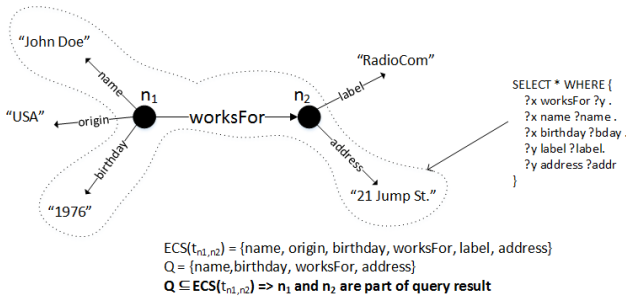 "John Doe"
name
"USA"
origin
n1
birthday
"1976"
worksFor
n2
"RadioCom"
label
address
"21 Jump St."
SELECT * WHERE {
?x worksFor ?y .
?x name ?name .
?x birthday ?bday .
?y label ?label.
?y address ?addr
}
ECS(tn1,n2) = {name, origin, birthday, worksFor, label, address}
Q = {name,birthday, worksFor, address}
Q ⊆ ECS(tn1,n2) => n1 and n2 are part of query result